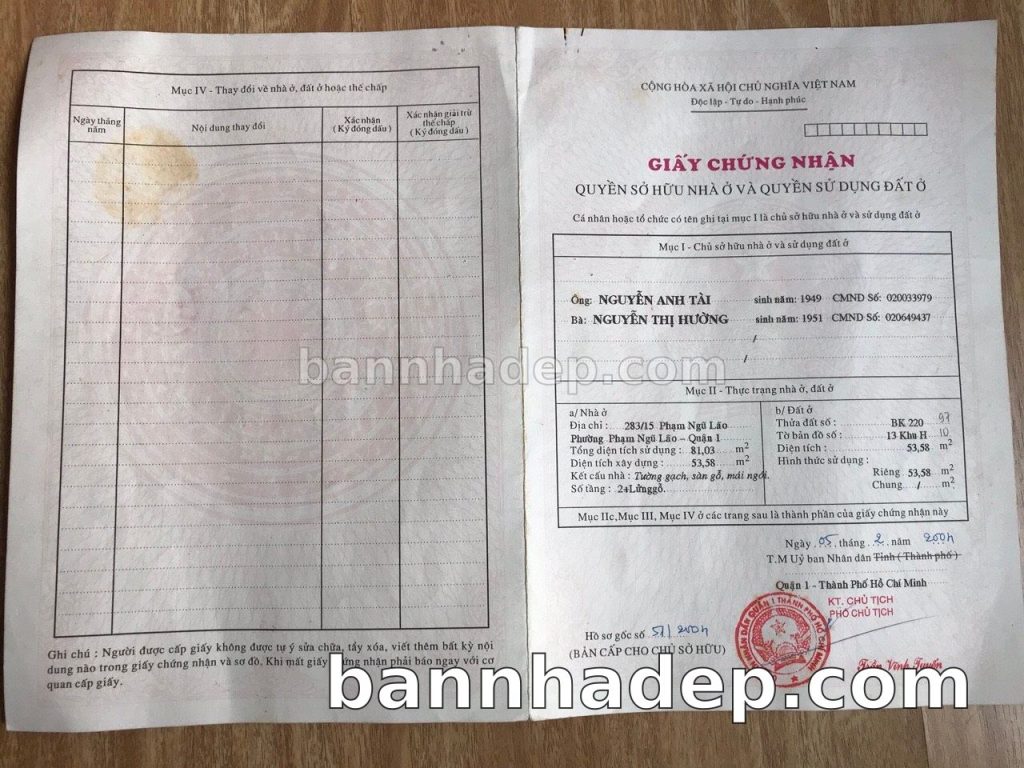 Mục IV - Thay đổi về nhà ở, đất ở hoặc thế chấp
Ngày tháng năm
Nội dung thay đổi
Xác nhận
( Ký đóng dấu )
Xác nhận giải trừ thế chấp
( Ký đóng dấu )
Ghi chú : Người được cấp giấy không được tự ý sửa chữa, tẩy xóa, viết thêm bất kỳ nội dung nào trong giấy chứng nhận và sơ đồ. Khi mất giấy chứng nhận phải báo ngay với cơ quan cấp giấy.
CỘNG HÒA XÃ HỘI CHỦ NGHĨA VIỆT NAM
Độc lập - Tự do - Hạnh phúc
GIẤY CHỨNG NHẬN
QUYỀN SỞ HỮU NHÀ Ở VÀ QUYỀN SỬ DỤNG ĐẤT Ở
Cá nhân hoặc tổ chức có tên ghi tại mục I là chủ sở hữu nhà ở và sử dụng đất ở
Mục I - Chủ sở hữu nhà ở và sử dụng đất ở
Ông: NGUYỄN ANH TÀI sinh năm: 1949 CMND Số: 020033979
Bà: NGUYỄN THỊ HƯỜNG sinh năm: 1951 CMND Số: 020649437
/
/
Mục II - Thực trạng nhà ở, đất ở
a/ Nhà ở
Địa chỉ : 283/15 Phạm Ngũ Lão
Phường Phạm Ngũ Lão - Quận 1
Tổng diện tích sử dụng : 81,03 m2
Diện tích xây dựng : 53,58 m2
Kết cấu nhà : Tường gạch, sàn gỗ, mái ngói.
Số tầng : 2+Lửnggỗ.
b/ Đất ở
Thửa đất số : BK 220 97
Tờ bản đồ số : 13 Khu H 10
Diện tích : 53,58 m2
Hình thức sử dụng :
Riêng 53,58 m2
Chung / m2
Mục IIc,Mục III, Mục IV ở các trang sau là thành phần của giấy chứng nhận này
Ngày 05 tháng 2 năm 2004
T.M Uỷ ban Nhân dân Tỉnh ( Thành phố )
Quận 1 - Thành Phố Hồ Chí Minh
KT. CHỦ TỊCH
PHÓ CHỦ TỊCH
Hồ sơ gốc số 51/2004
(BẢN CẤP CHO CHỦ SỞ HỮU)
Trần Vĩnh Tuyến
bannhadep.com
bannhadep.com